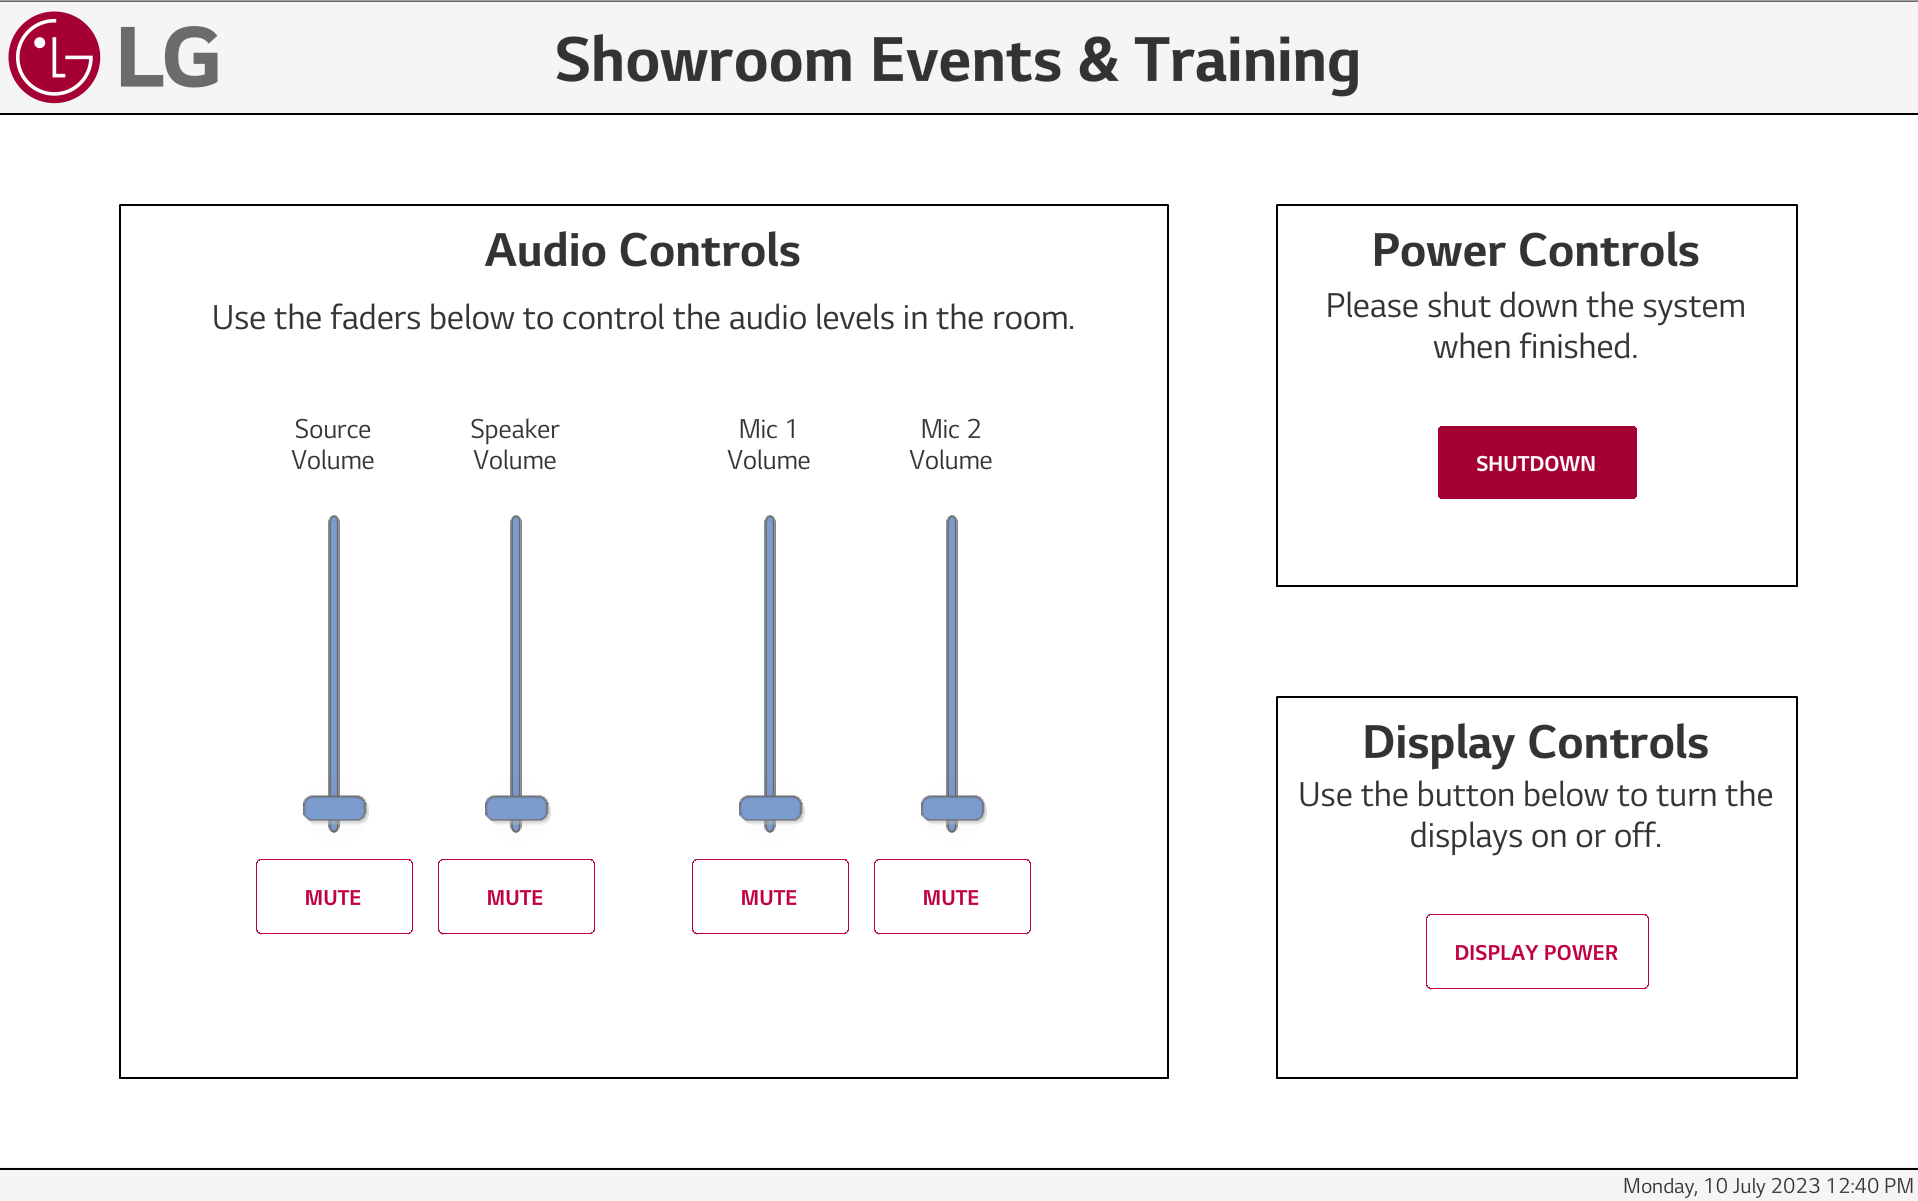 LG
Showroom Events & Training
Audio Controls
Use the faders below to control the audio levels in the room.
Source
Volume
Speaker
Volume
Mic 1
Volume
Mic 2
Volume
MUTE
MUTE
MUTE
MUTE
Power Controls
Please shut down the system
when finished.
SHUTDOWN
Display Controls
Use the button below to turn the
displays on or off.
DISPLAY POWER
Monday, 10 July 2023 12:40 PM